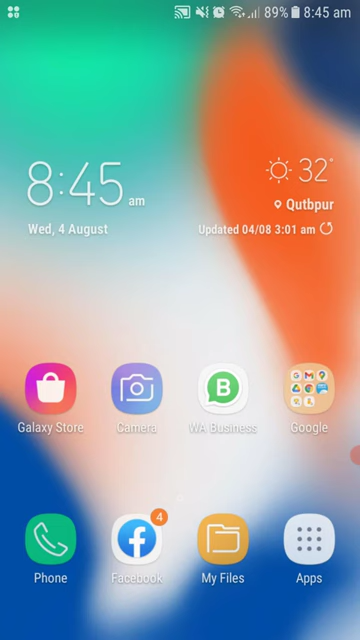 89% 8:45 am
8:45 am
32°
Qutbpur
Wed, 4 August
Updated 04/08 3:01 am
Galaxy Store
Camera
B
WA Business
Google
4
Phone
Facebook
My Files
Apps